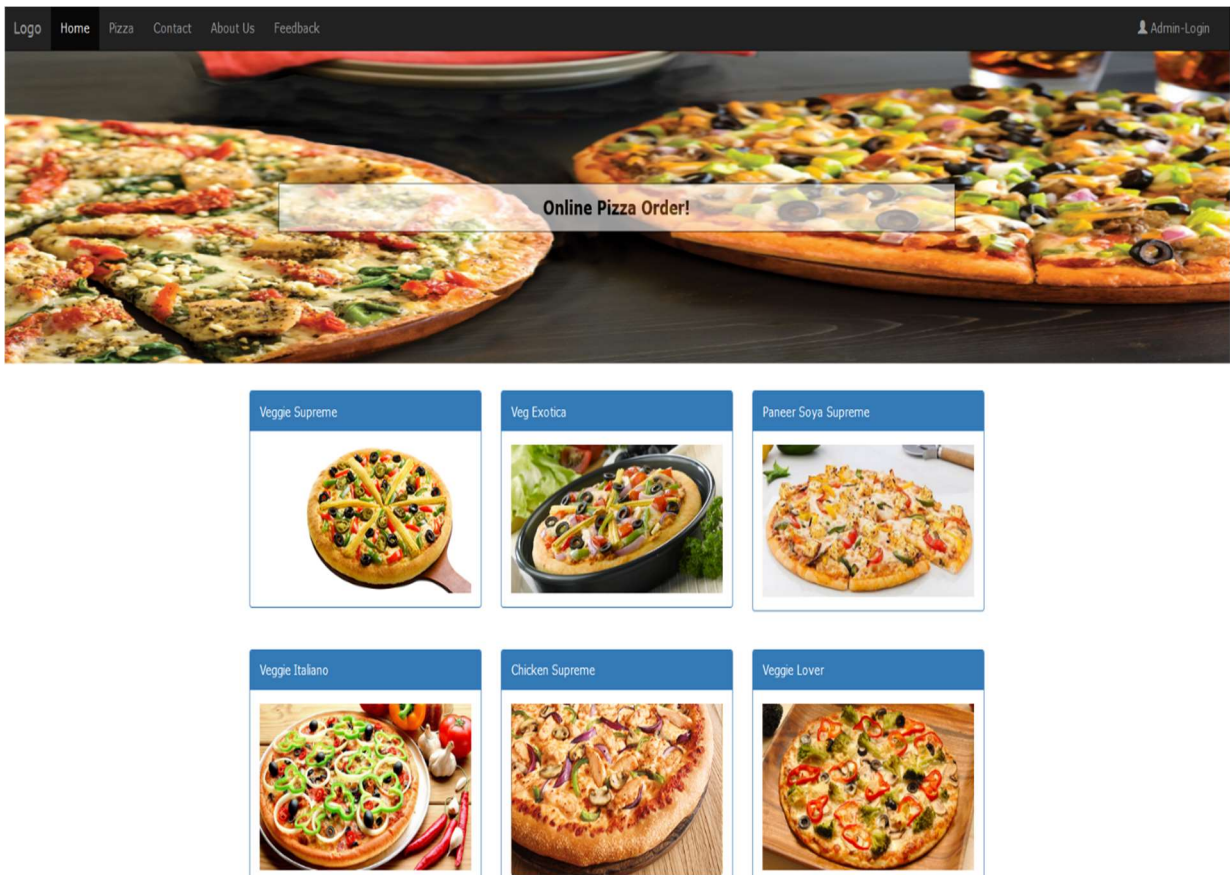 Logo Home Pizza Contact About Us Feedback Admin-Login
Online Pizza Order!
Veggie Supreme
Veg Exotica
Paneer Soya Supreme
Veggie Italiano
Chicken Supreme
Veggie Lover